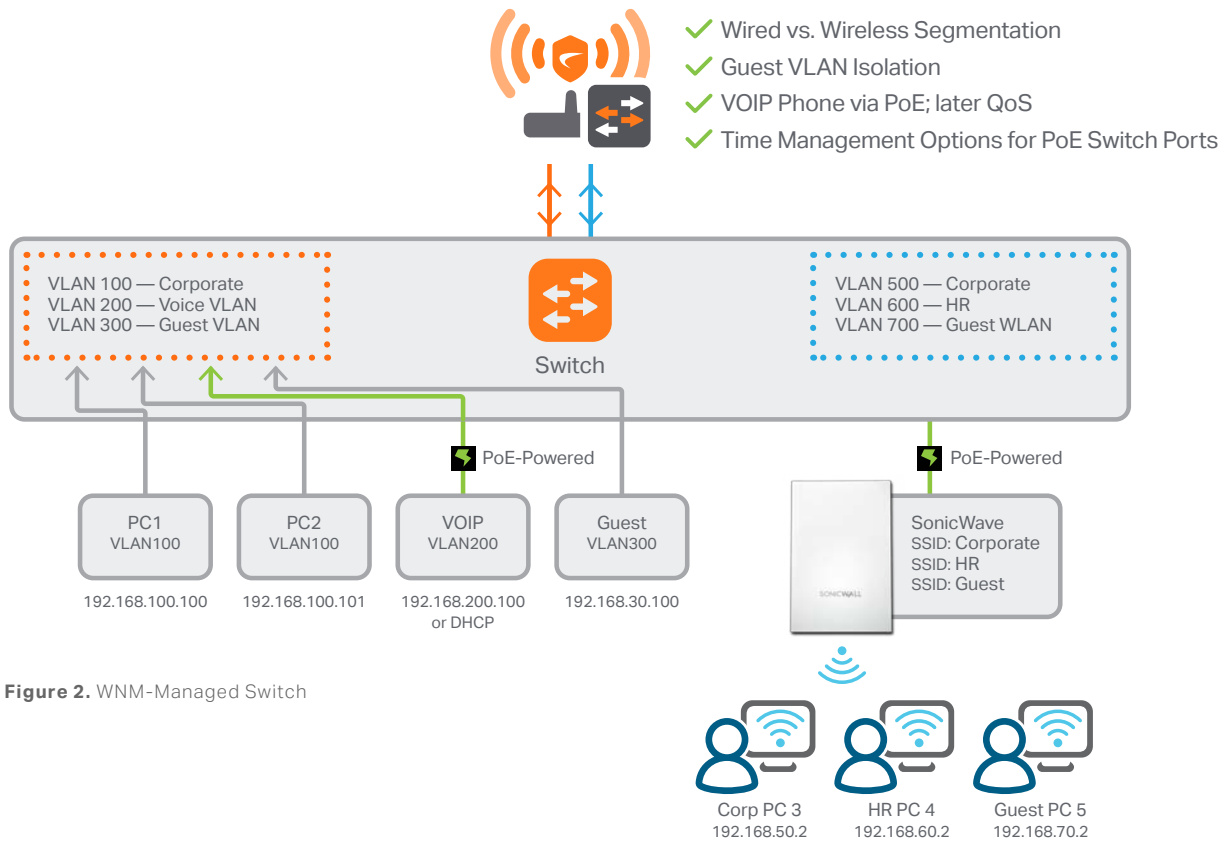 Wired vs. Wireless Segmentation
Guest VLAN Isolation
VOIP Phone via PoE; later QoS
Time Management Options for PoE Switch Ports
VLAN 100 — Corporate
VLAN 200 — Voice VLAN
VLAN 300 — Guest VLAN
Switch
VLAN 500 — Corporate
VLAN 600 — HR
VLAN 700 — Guest WLAN
PoE-Powered
PoE-Powered
PC1
VLAN100
192.168.100.100
PC2
VLAN100
192.168.100.101
VOIP
VLAN200
192.168.200.100
or DHCP
Guest
VLAN300
192.168.30.100
SONICWALL
SonicWave
SSID: Corporate
SSID: HR
SSID: Guest
Figure 2. WNM-Managed Switch
Corp PC 3
192.168.50.2
HR PC 4
192.168.60.2
Guest PC 5
192.168.70.2